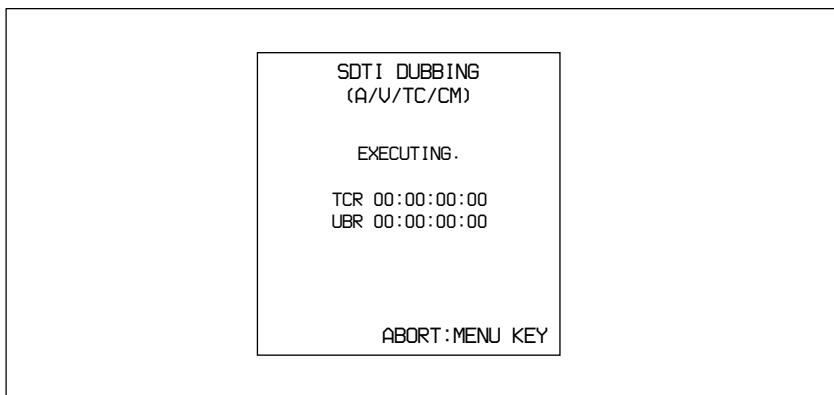 SDTI DUBBING
(A/V/TC/CM)
EXECUTING.
TCR 00:00:00:00
UBR 00:00:00:00
ABORT:MENU KEY